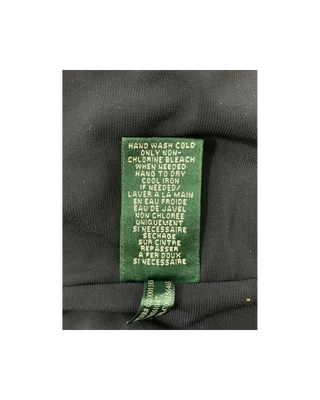 HAND WASH COLD
ONLY NON-
CHLORINE BLEACH
WHEN NEEDED
HANG TO DRY
COOL IRON
IF NEEDED/
LAVER A LA MAIN
EN EAU FROIDE
EAU DE JAVEL
NON CHLOREE
UNIQUEMENT
SI NECESSAIRE
SECHAGE
SUR CINTRE
REPASSER
A FER DOUX
SI NECESSAIRE